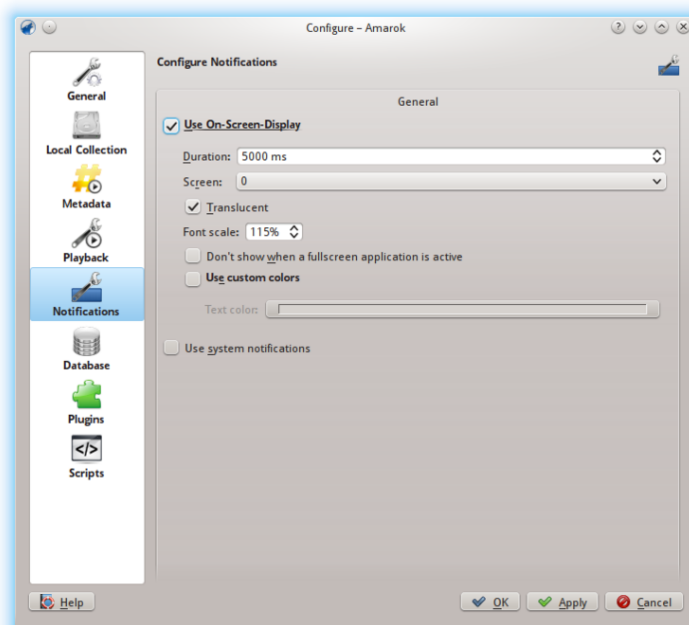 Configure – Amarok
General
Local Collection
Metadata
Playback
Notifications
Database
Plugins
Scripts
Configure Notifications
General
Use On-Screen-Display
Duration: 5000 ms
Screen: 0
Translucent
Font scale: 115%
Don't show when a fullscreen application is active
Use custom colors
Text color:
Use system notifications
Help
OK
Apply
Cancel